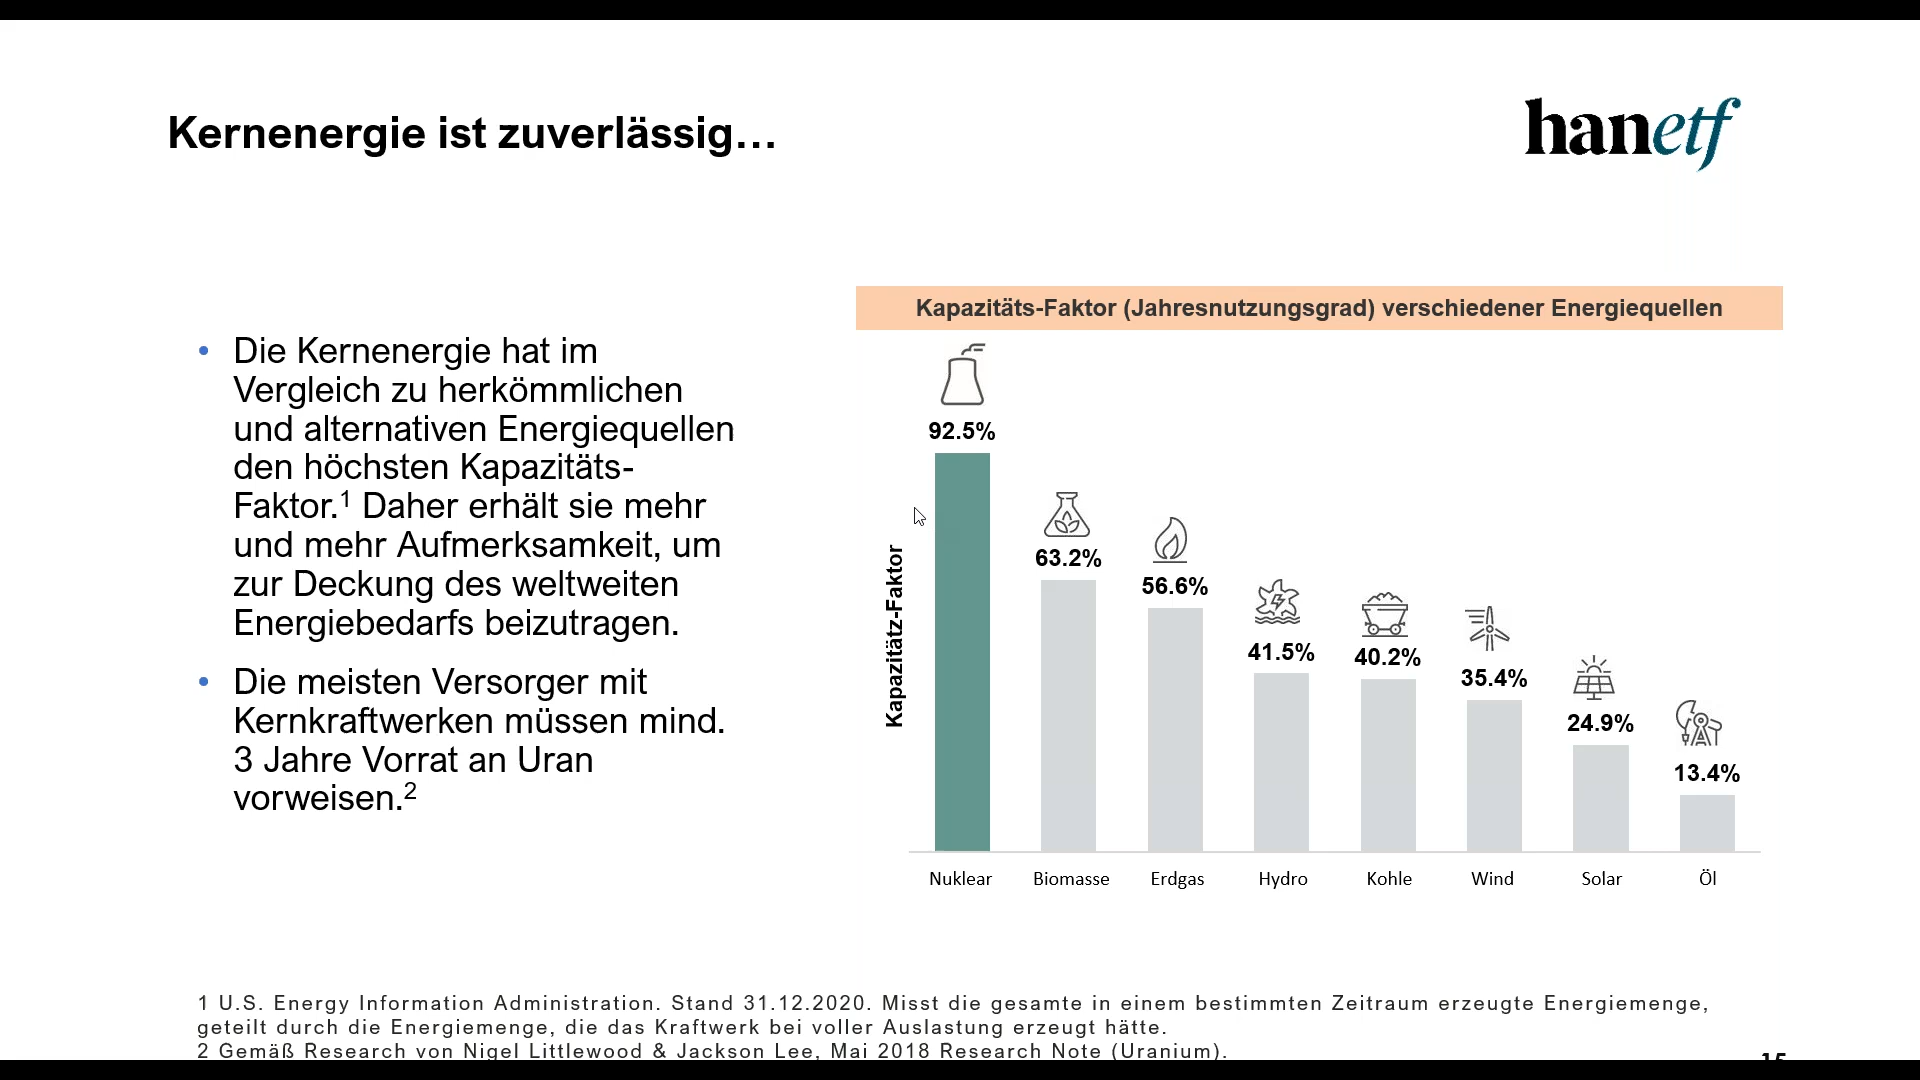 Kernenergie ist zuverlässig…
hanetf
Die Kernenergie hat im
Vergleich zu herkömmlichen
und alternativen Energiequellen
den höchsten Kapazitäts-
Faktor.¹ Daher erhält sie mehr
und mehr Aufmerksamkeit, um
zur Deckung des weltweiten
Energiebedarfs beizutragen.
Die meisten Versorger mit
Kernkraftwerken müssen mind.
3 Jahre Vorrat an Uran
vorweisen.²
Kapazitäts-Faktor (Jahresnutzungsgrad) verschiedener Energiequellen
Kapazitätz-Faktor
92.5%
63.2%
56.6%
41.5%
40.2%
35.4%
24.9%
13.4%
Nuklear
Biomasse
Erdgas
Hydro
Kohle
Wind
Solar
Öl
1 U.S. Energy Information Administration. Stand 31.12.2020. Misst die gesamte in einem bestimmten Zeitraum erzeugte Energiemenge,
geteilt durch die Energiemenge, die das Kraftwerk bei voller Auslastung erzeugt hätte.
2 Gemäß Research von Nigel Littlewood & Jackson Lee, Mai 2018 Research Note (Uranium).